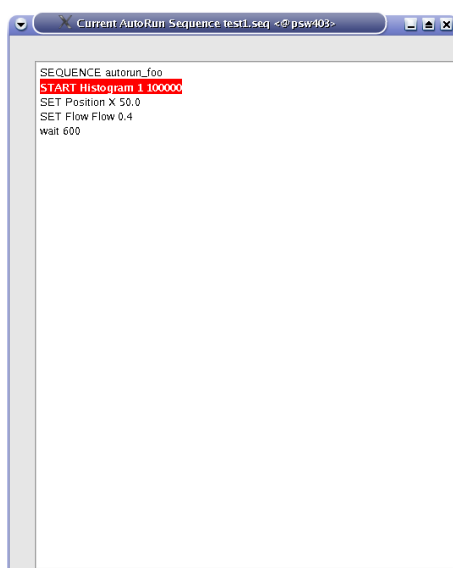 Current AutoRun Sequence test1.seq <@psw403>
SEQUENCE autorun_foo
START Histogram 1 100000
SET Position X 50.0
SET Flow Flow 0.4
wait 600